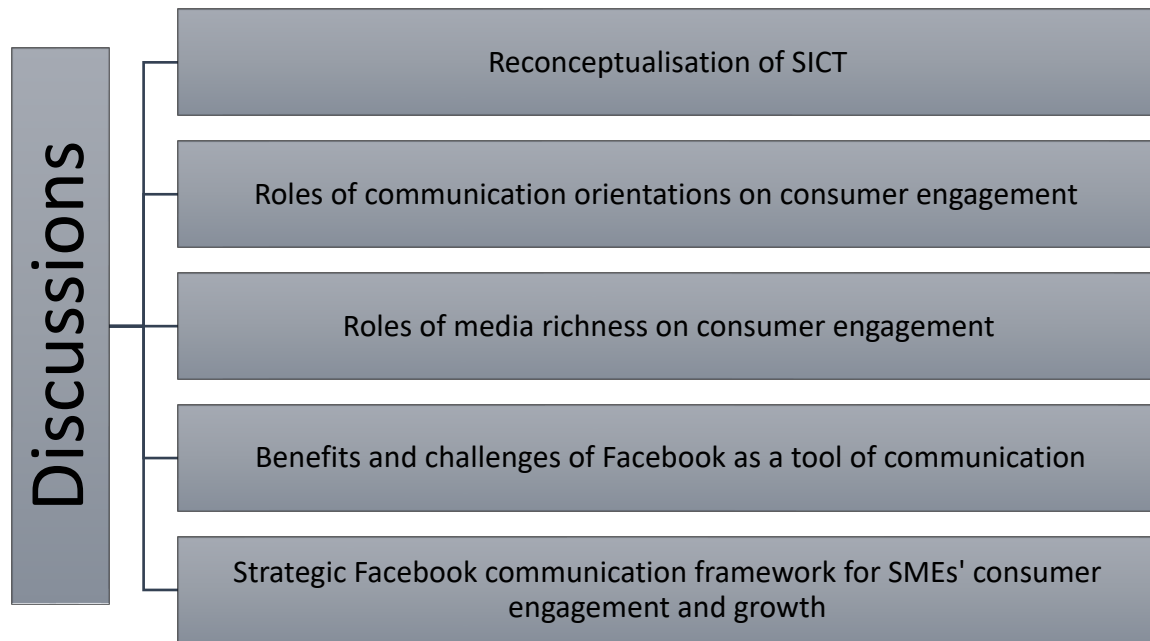 Discussions
Reconceptualisation of SICT
Roles of communication orientations on consumer engagement
Roles of media richness on consumer engagement
Benefits and challenges of Facebook as a tool of communication
Strategic Facebook communication framework for SMEs' consumer
engagement and growth